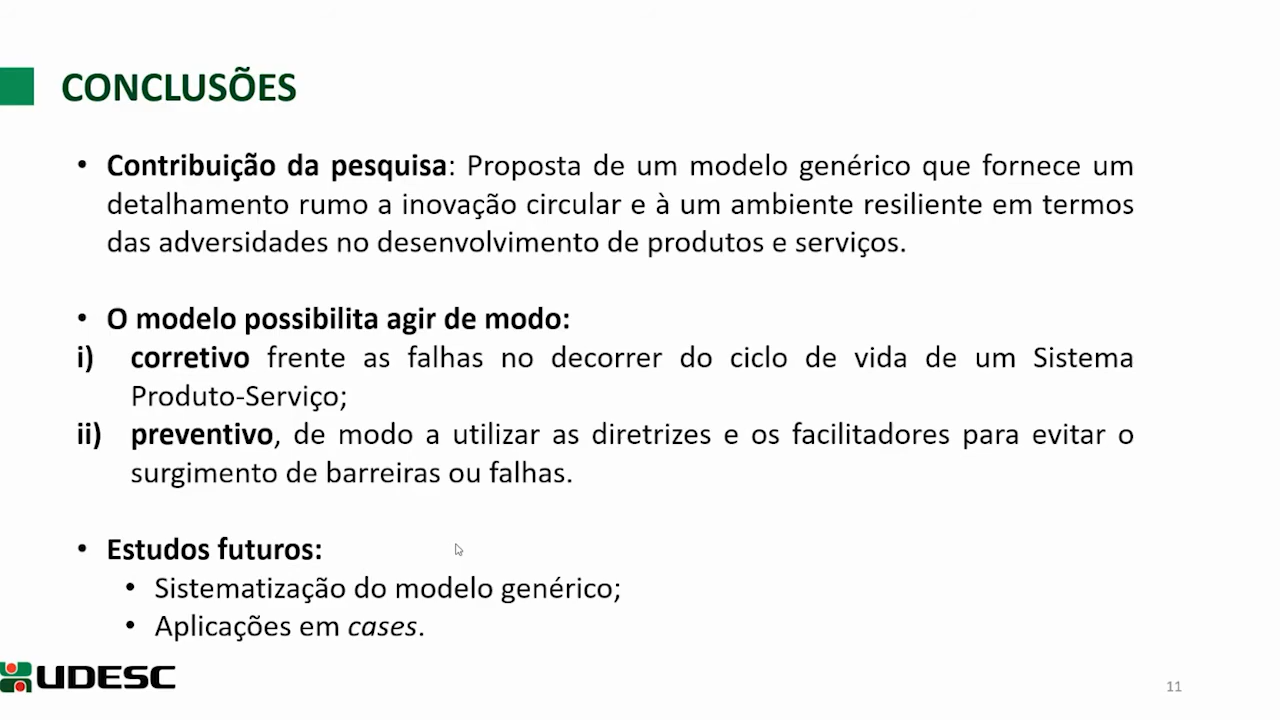 CONCLUSÕES
• Contribuição da pesquisa: Proposta de um modelo genérico que fornece um
detalhamento rumo a inovação circular e à um ambiente resiliente em termos
das adversidades no desenvolvimento de produtos e serviços.
• O modelo possibilita agir de modo:
i) corretivo frente as falhas no decorrer do ciclo de vida de um Sistema
Produto-Serviço;
ii) preventivo, de modo a utilizar as diretrizes e os facilitadores para evitar o
surgimento de barreiras ou falhas.
• Estudos futuros:
• Sistematização do modelo genérico;
• Aplicações em cases.
UDESC
11